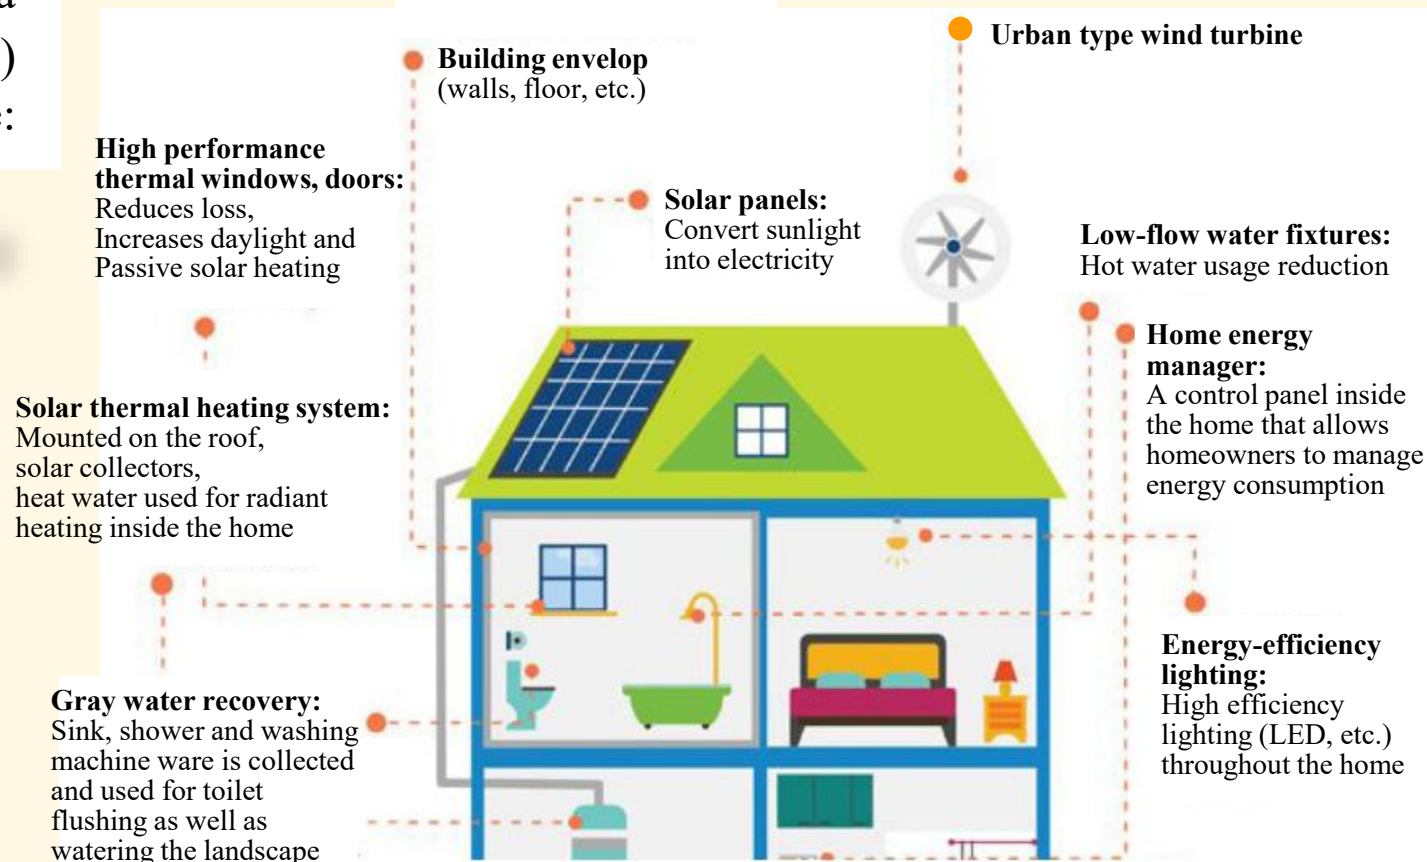 )
:
Building envelop
(walls, floor, etc.)
Urban type wind turbine
High performance
thermal windows, doors:
Reduces loss,
Increases daylight and
Passive solar heating
Solar panels:
Convert sunlight
into electricity
Low-flow water fixtures:
Hot water usage reduction
Home energy
manager:
A control panel inside
the home that allows
homeowners to manage
energy consumption
Solar thermal heating system:
Mounted on the roof,
solar collectors,
heat water used for radiant
heating inside the home
Energy-efficiency
lighting:
High efficiency
lighting (LED, etc.)
throughout the home
Gray water recovery:
Sink, shower and washing
machine ware is collected
and used for toilet
flushing as well as
watering the landscape